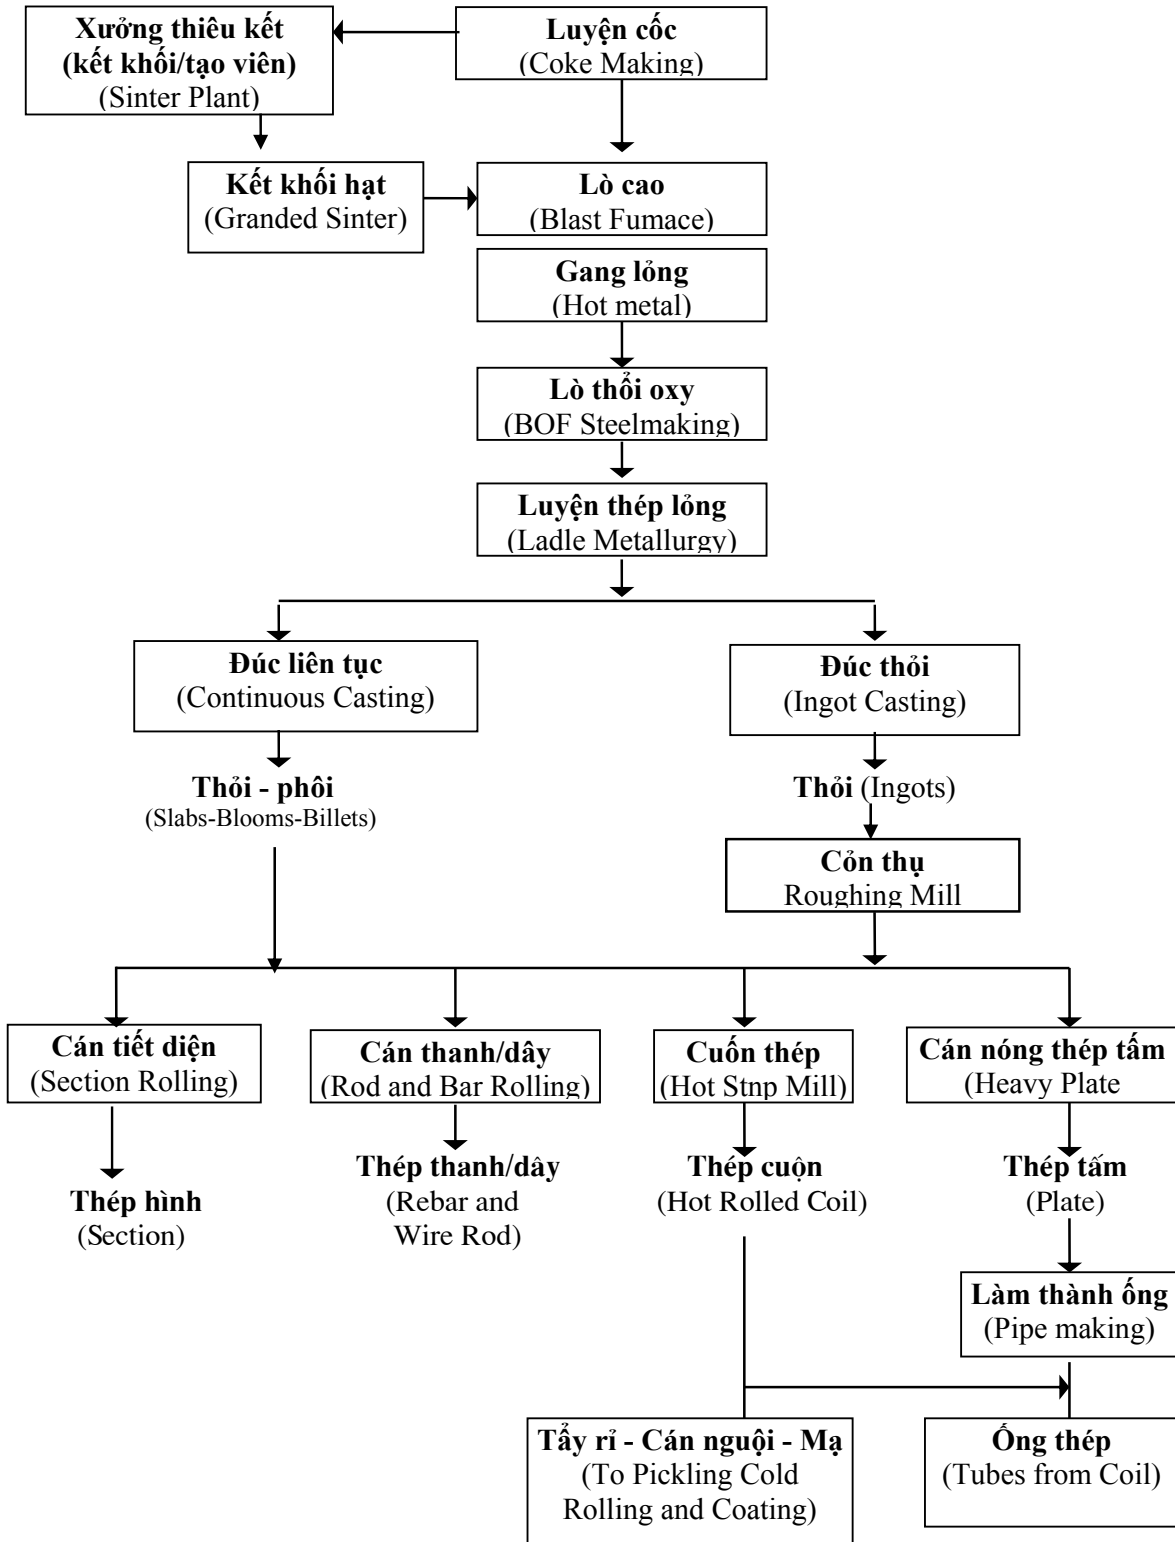 Xưởng thiêu kết
(kết khối/tạo viên)
(Sinter Plant)
Luyện cốc
(Coke Making)
Kết khối hạt
(Granded Sinter)
Lò cao
(Blast Fumace)
Gang lỏng
(Hot metal)
Lò thổi oxy
(BOF Steelmaking)
Luyện thép lỏng
(Ladle Metallurgy)
Đúc liên tục
(Continuous Casting)
Đúc thỏi
(Ingot Casting)
Thỏi - phôi
(Slabs-Blooms-Billets)
Thỏi (Ingots)
Cỏn thụ
Roughing Mill
Cán tiết diện
(Section Rolling)
Cán thanh/dây
(Rod and Bar Rolling)
Cuốn thép
(Hot Stnp Mill)
Cán nóng thép tấm
(Heavy Plate
Thép hình
(Section)
Thép thanh/dây
(Rebar and
Wire Rod)
Thép cuộn
(Hot Rolled Coil)
Thép tấm
(Plate)
Làm thành ống
(Pipe making)
Tẩy rỉ - Cán nguội - Mạ
(To Pickling Cold
Rolling and Coating)
Ống thép
(Tubes from Coil)